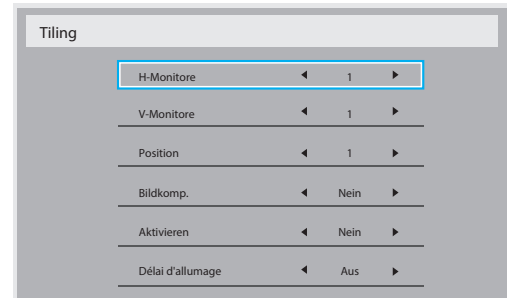 Tiling
H-Monitore 1
V-Monitore 1
Position 1
Bildkomp. Nein
Aktivieren Nein
Délai d'allumage Aus